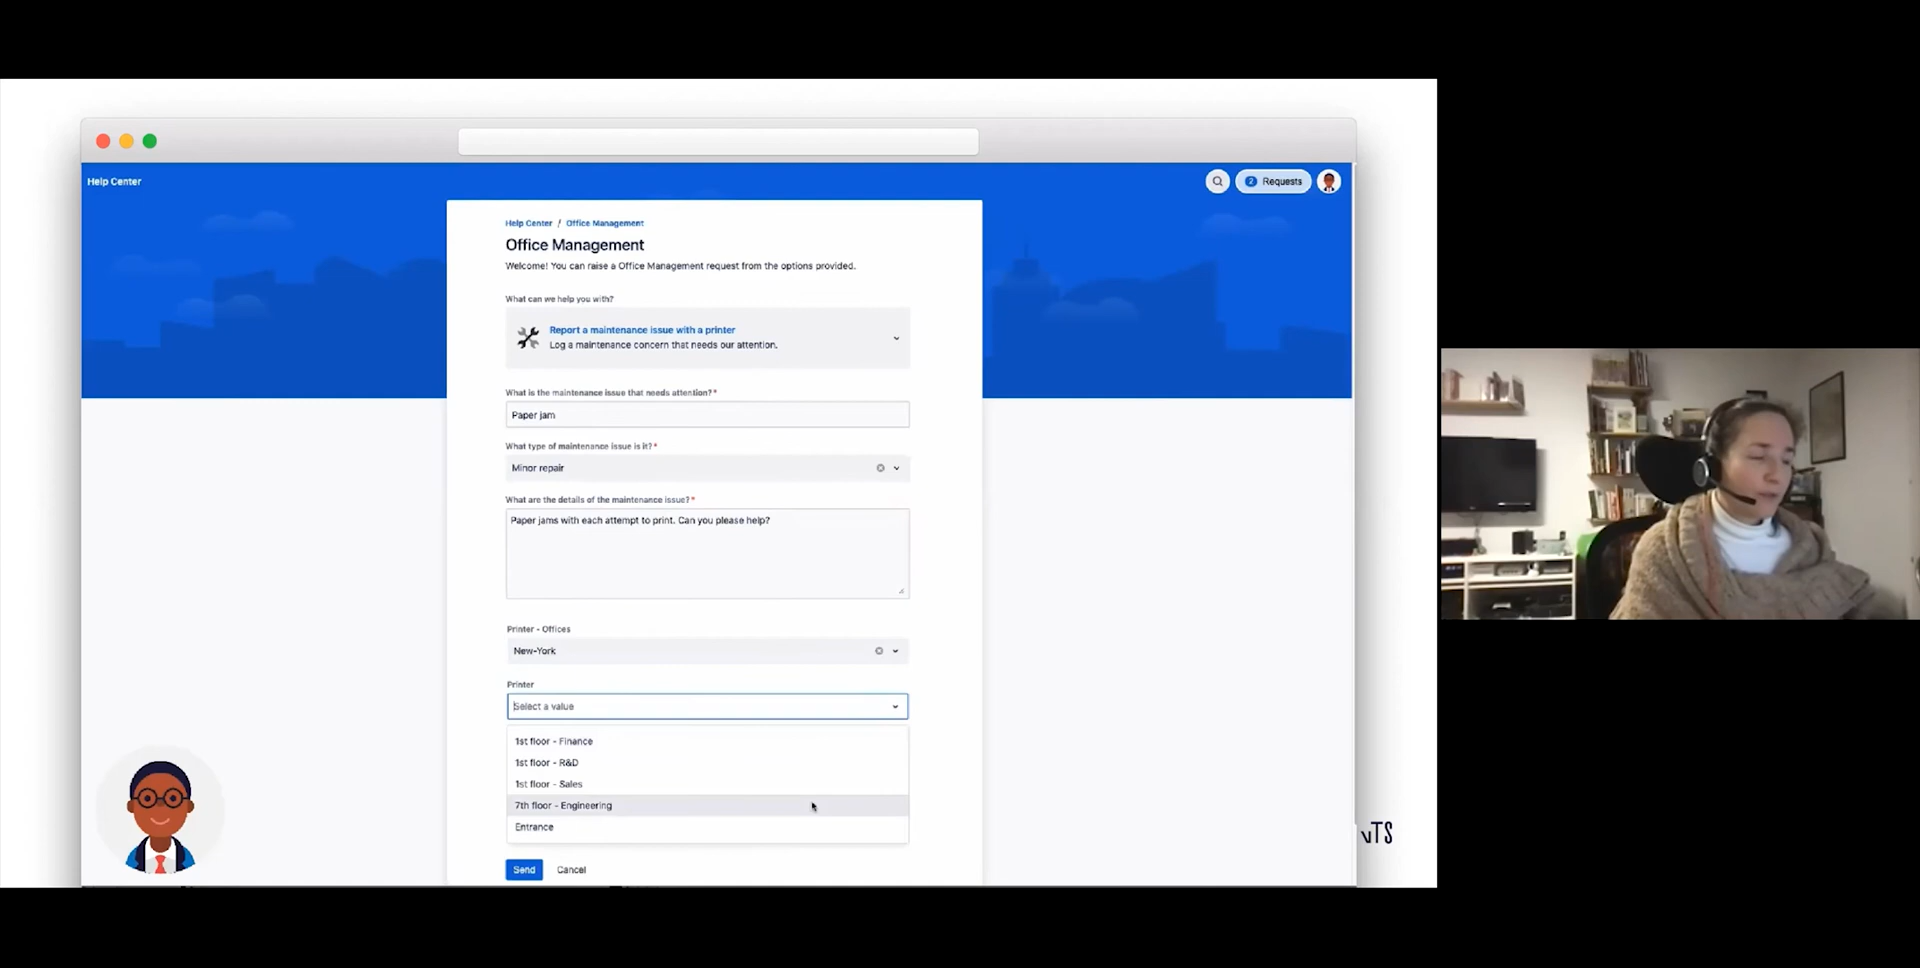 Help Center
2 Requests
Help Center / Office Management
Office Management
Welcome! You can raise a Office Management request from the options provided.
What can we help you with?
Report a maintenance issue with a printer
Log a maintenance concern that needs our attention.
What is the maintenance issue that needs attention?*
Paper jam
What type of maintenance issue is it?*
Minor repair
What are the details of the maintenance issue?*
Paper jams with each attempt to print. Can you please help?
Printer - Offices
New-York
Printer
Select a value
1st floor - Finance
1st floor - R&D
1st floor - Sales
7th floor - Engineering
Entrance
Send Cancel